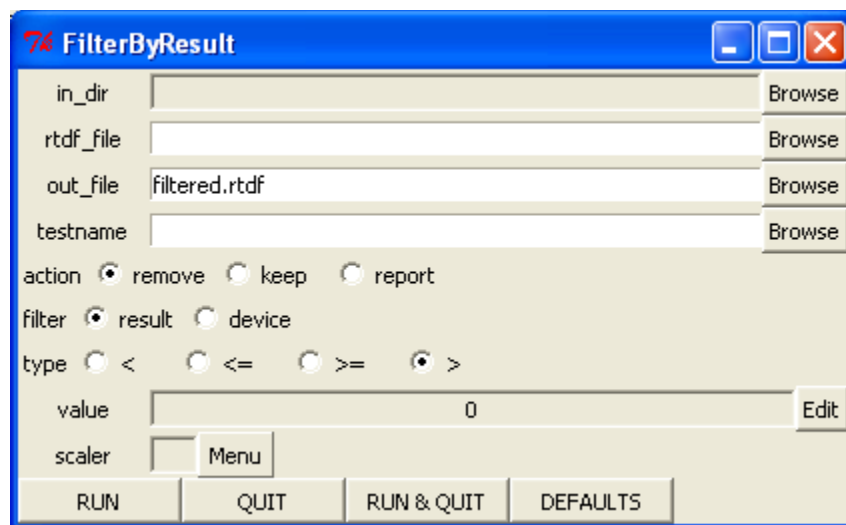 FilterByResult
in_dir Browse
rtdf_file Browse
out_file filtered.rtdf Browse
testname Browse
action remove keep report
filter result device
type < <= >= >
value 0 Edit
scaler Menu
RUN QUIT RUN & QUIT DEFAULTS